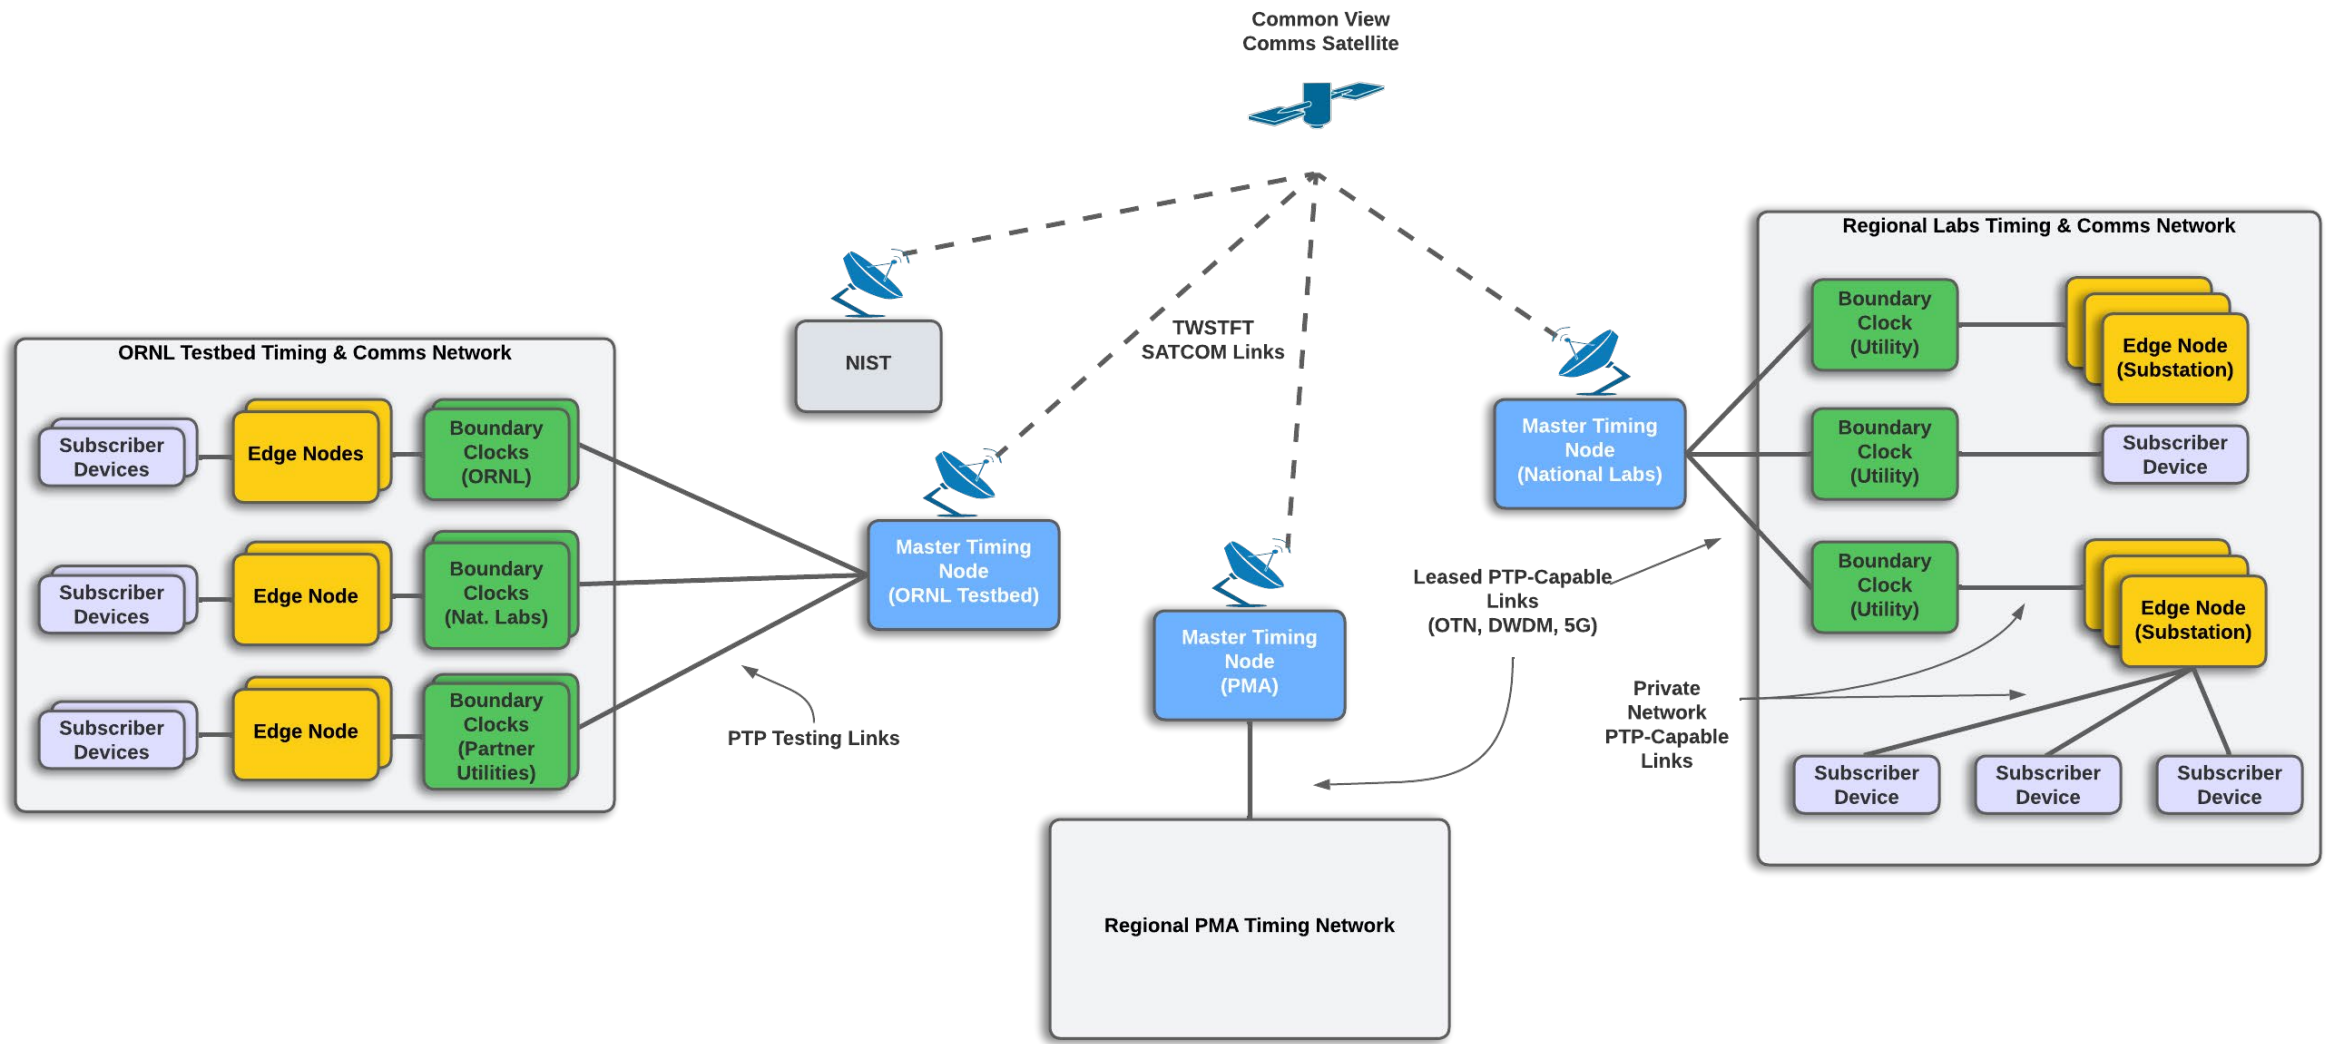 Common View
Comms Satellite
TWSTFT
SATCOM Links
NIST
ORNL Testbed Timing & Comms Network
Subscriber
Devices
Edge Nodes
Boundary
Clocks
(ORNL)
Subscriber
Devices
Edge Node
Boundary
Clocks
(Nat. Labs)
Subscriber
Devices
Edge Node
Boundary
Clocks
(Partner
Utilities)
Master Timing
Node
(ORNL Testbed)
PTP Testing Links
Master Timing
Node
(PMA)
Regional PMA Timing Network
Leased PTP-Capable
Links
(OTN, DWDM, 5G)
Master Timing
Node
(National Labs)
Private
Network
PTP-Capable
Links
Regional Labs Timing & Comms Network
Boundary
Clock
(Utility)
Edge Node
(Substation)
Boundary
Clock
(Utility)
Subscriber
Device
Boundary
Clock
(Utility)
Edge Node
(Substation)
Subscriber
Device
Subscriber
Device
Subscriber
Device